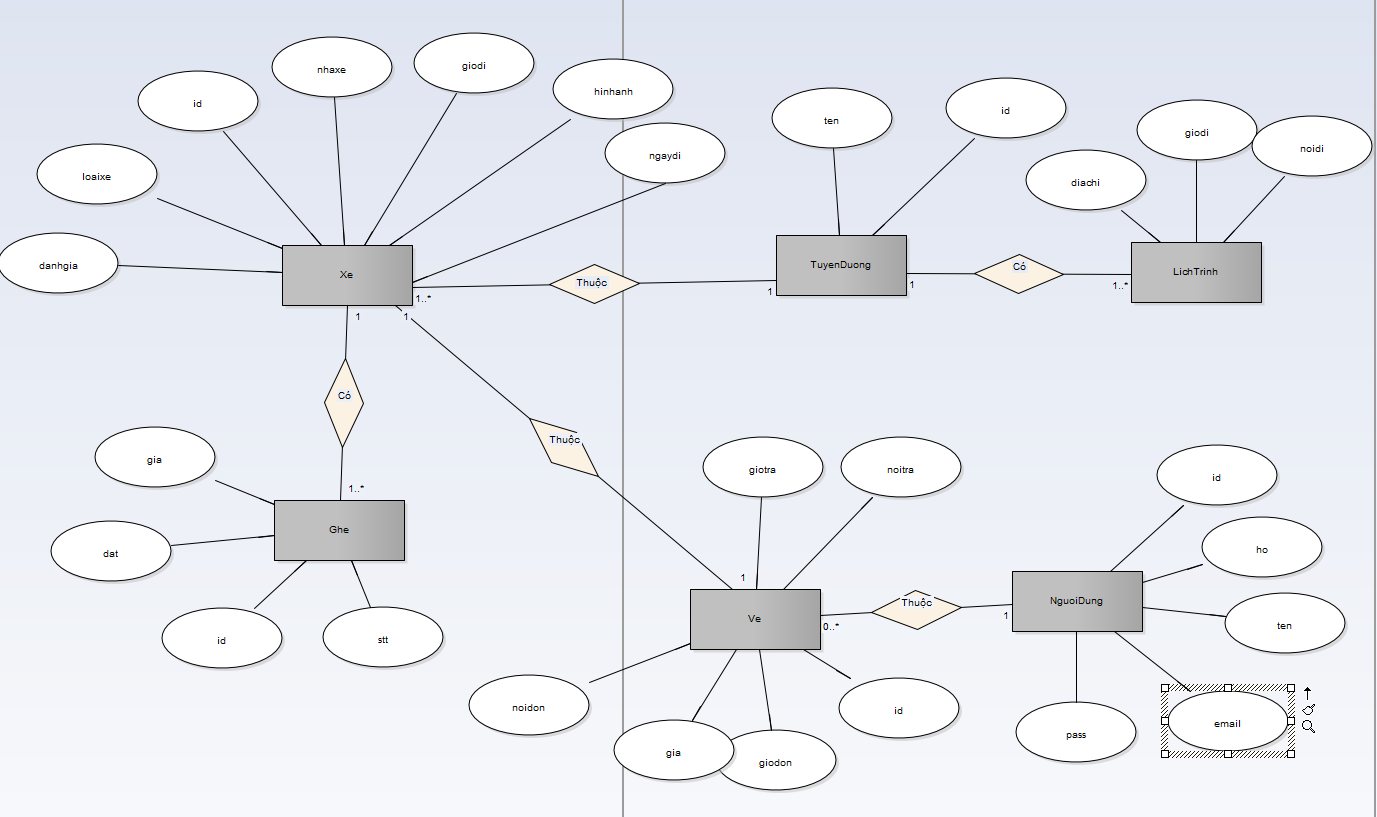 nhaxe
giodi
hinhanh
id
ngaydi
loaixe
danhgia
Xe
ten
id
giodi
noidi
diachi
TuyenDuong
LichTrinh
Thuộc
Có
1..*
1
1
1..*
1
1
Có
Thuộc
1..*
gia
Ghe
dat
id
stt
giotra
noitra
id
ho
ten
1
Ve
Thuộc
NguoiDung
0..*
1
noidon
gia
giodon
id
pass
email